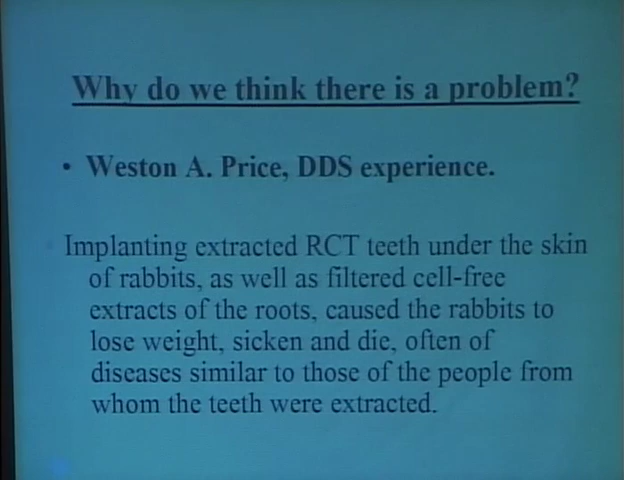 Why do we think there is a problem?
• Weston A. Price, DDS experience.
Implanting extracted RCT teeth under the skin
of rabbits, as well as filtered cell-free
extracts of the roots, caused the rabbits to
lose weight, sicken and die, often of
diseases similar to those of the people from
whom the teeth were extracted.